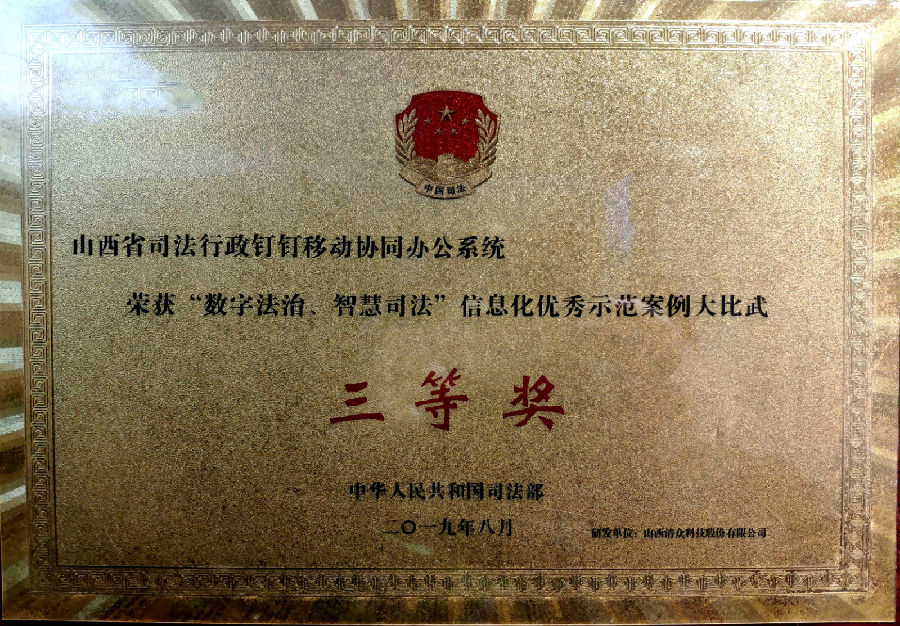 中国司法
山西省司法行政钉钉移动协同办公系统
荣获“数字法治、智慧司法”信息化优秀示范案例大比武
三等奖
中华人民共和国司法部
二〇一九年八月
研发单位：山西清众科技股份有限公司